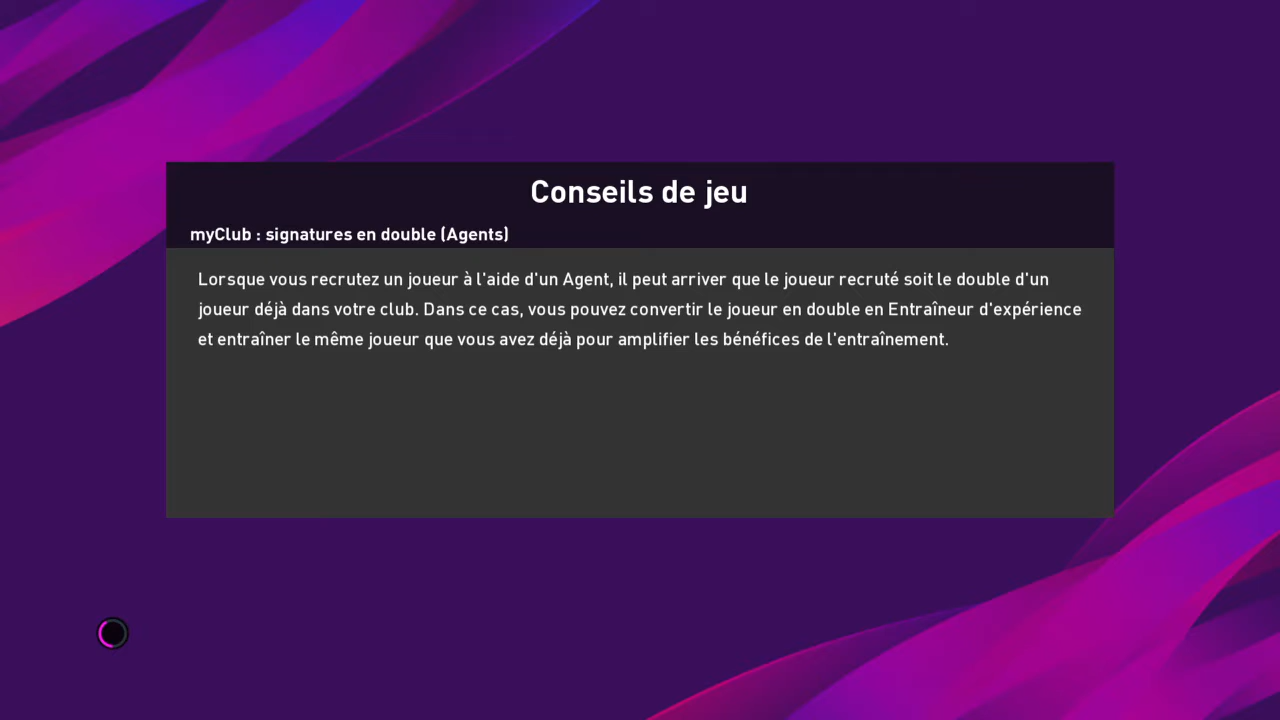 Conseils de jeu
myClub : signatures en double (Agents)
Lorsque vous recrutez un joueur à l'aide d'un Agent, il peut arriver que le joueur recruté soit le double d'un
joueur déjà dans votre club. Dans ce cas, vous pouvez convertir le joueur en double en Entraîneur d'expérience
et entraîner le même joueur que vous avez déjà pour amplifier les bénéfices de l'entraînement.